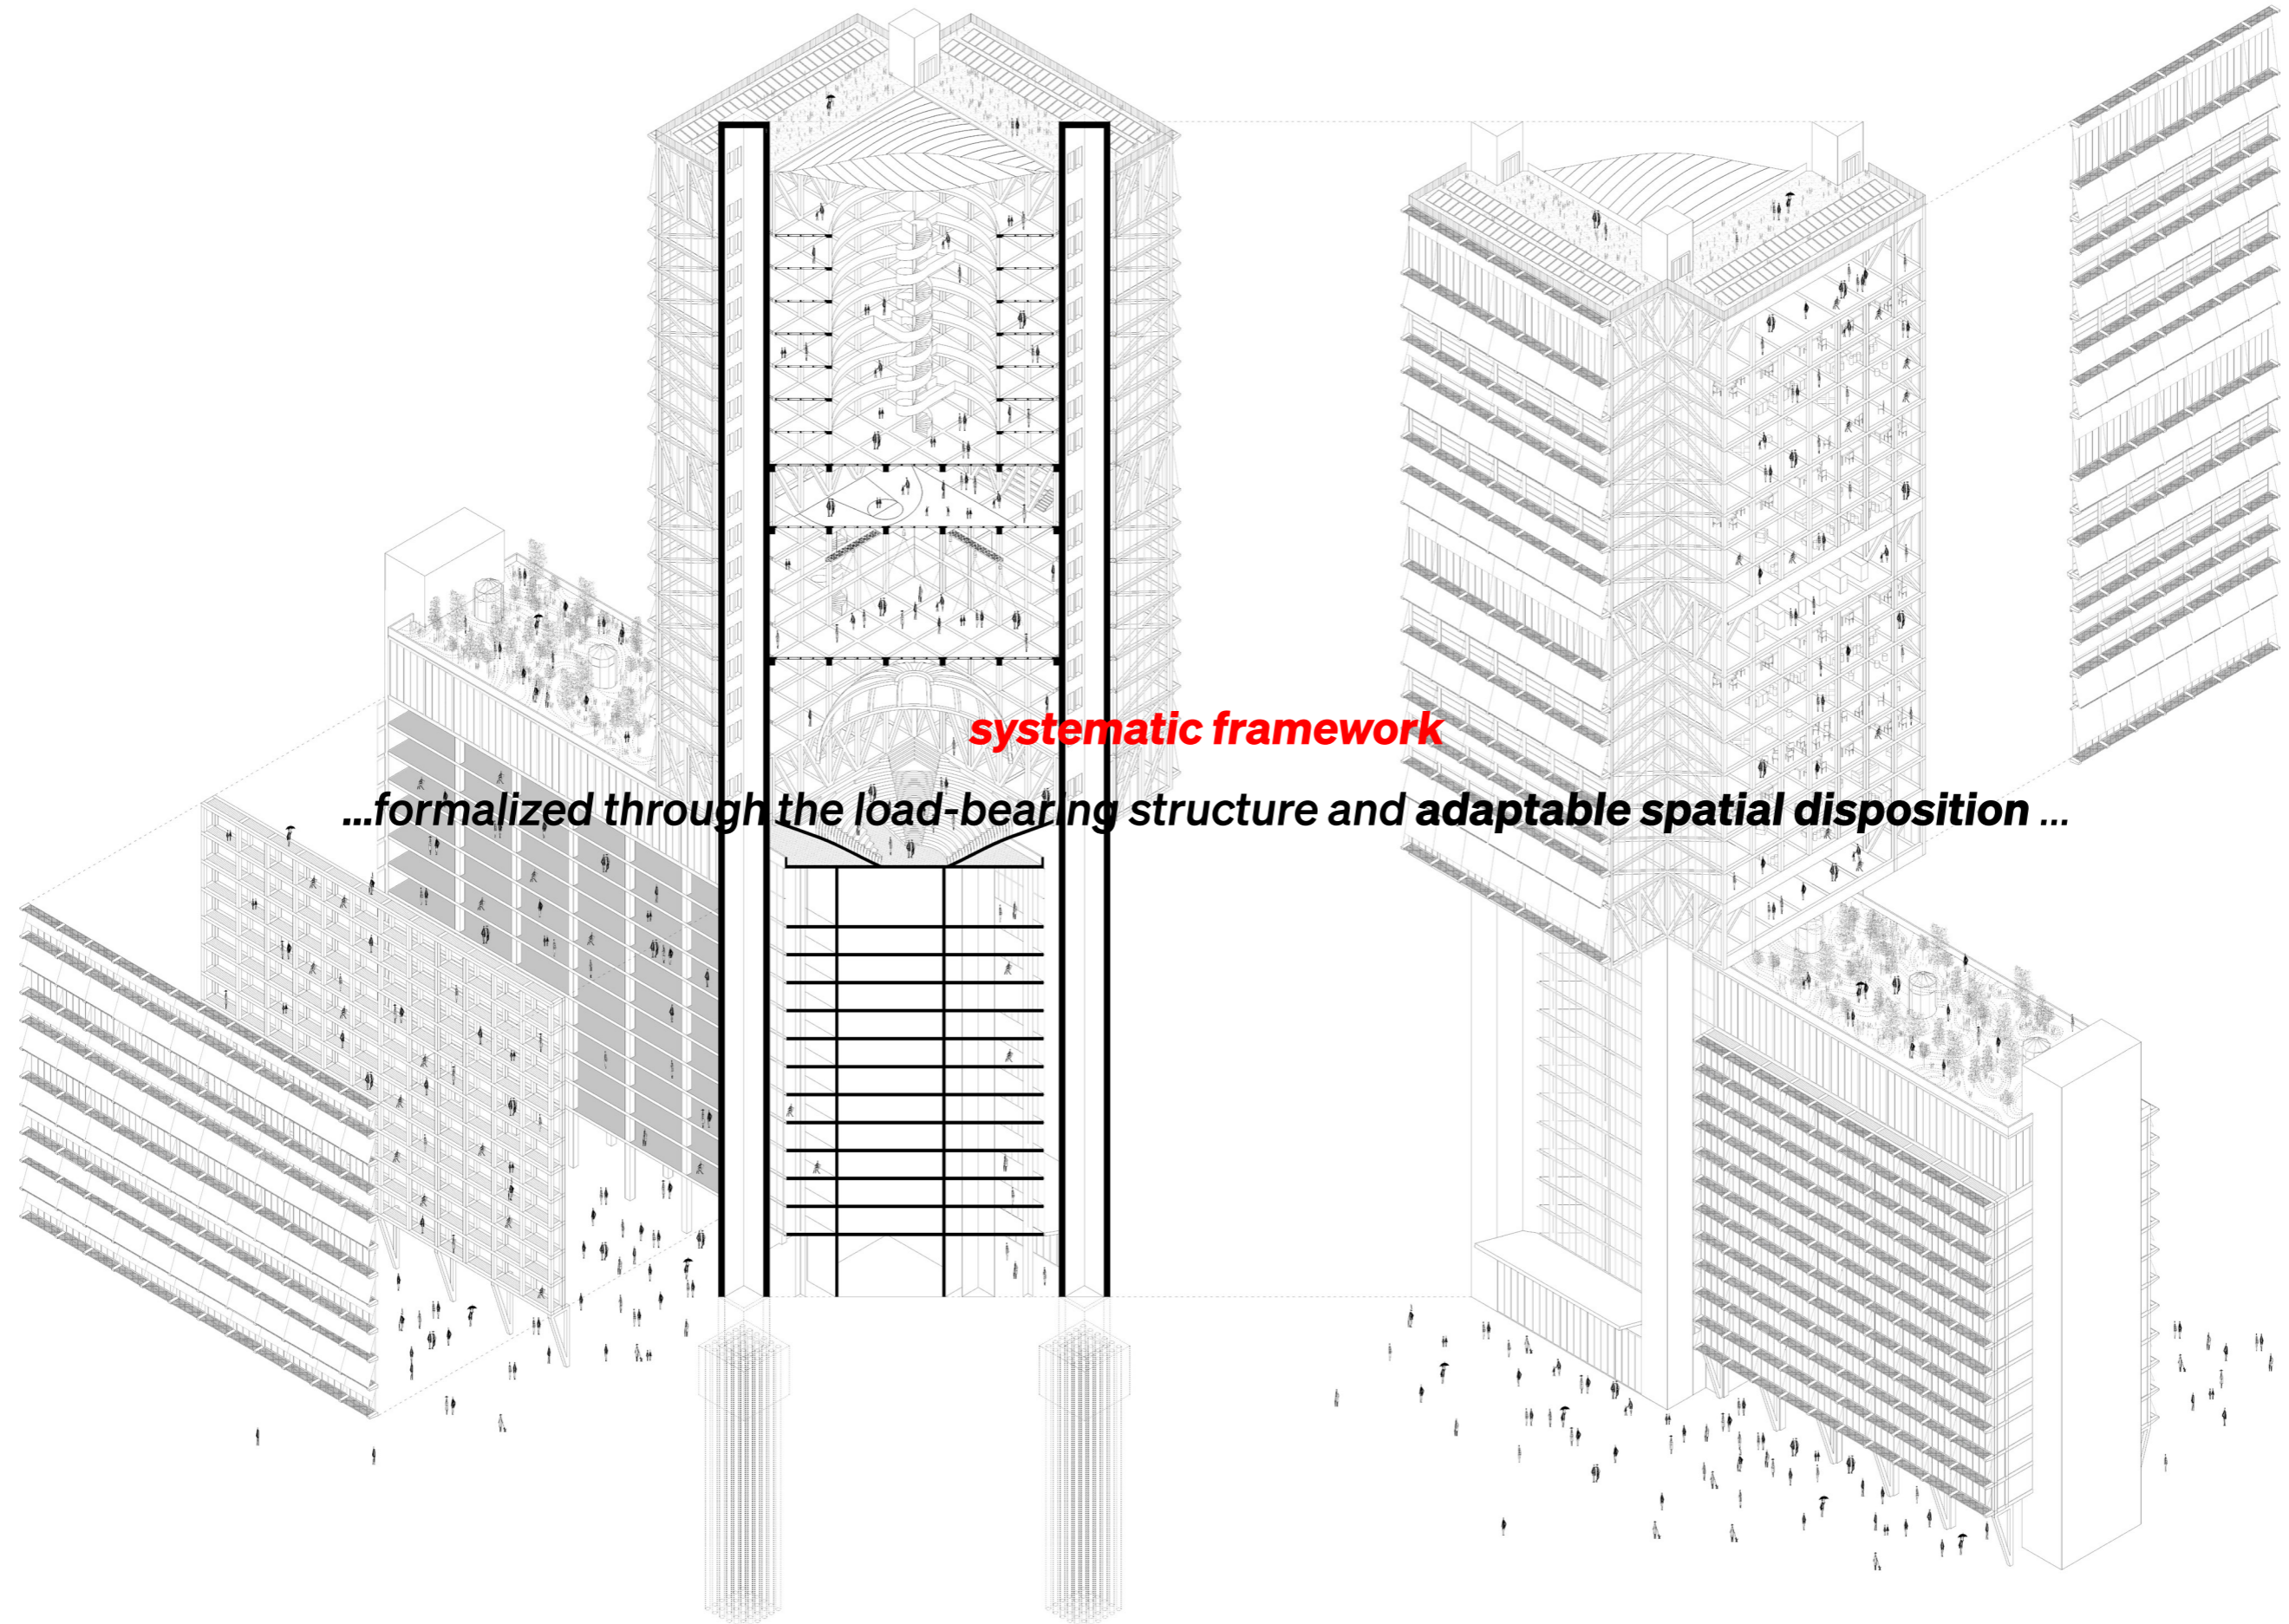 systematic framework
...formalized through the load-bearing structure and adaptable spatial disposition ...